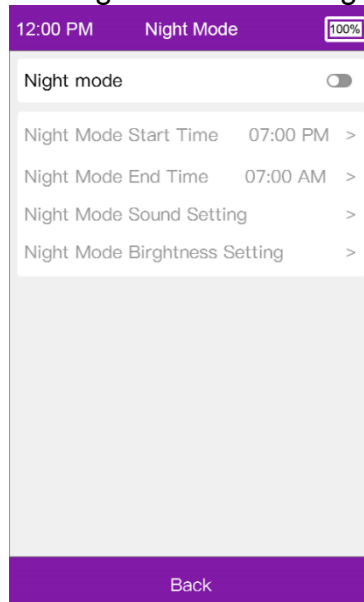 12:00 PM Night Mode 100%
Night mode
Night Mode Start Time 07:00 PM >
Night Mode End Time 07:00 AM >
Night Mode Sound Setting >
Night Mode Birghtness Setting >
Back